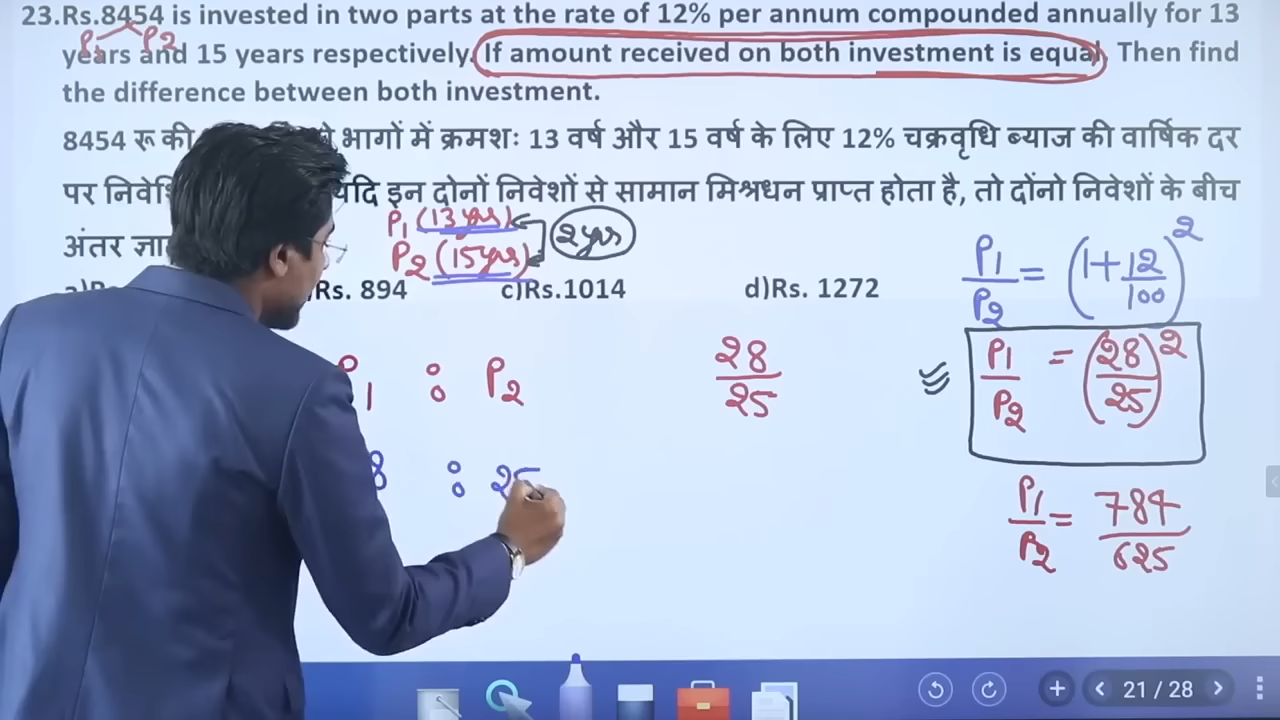 23.Rs.8454 is invested in two parts at the rate of 12% per annum compounded annually for 13
P1 P2
years and 15 years respectively. If amount received on both investment is equal. Then find
the difference between both investment.
8454 रू की भागों में क्रमशः 13 वर्ष और 15 वर्ष के लिए 12% चक्रवृधि ब्याज की वार्षिक दर
पर यदि इन दोनों निवेशों से सामान मिश्रधन प्राप्त होता है, तो दोंनो निवेशों के बीच
अंतर
P1 (13 yrs)
P2 (15yrs)
2yrs
Rs. 894 c)Rs.1014 d)Rs. 1272
P1/P2 = (1+12/100)2
P1 : P2
28/25
P1/P2 = (28/25)2
8 : 25
P1/P2 = 784/625
21 / 28